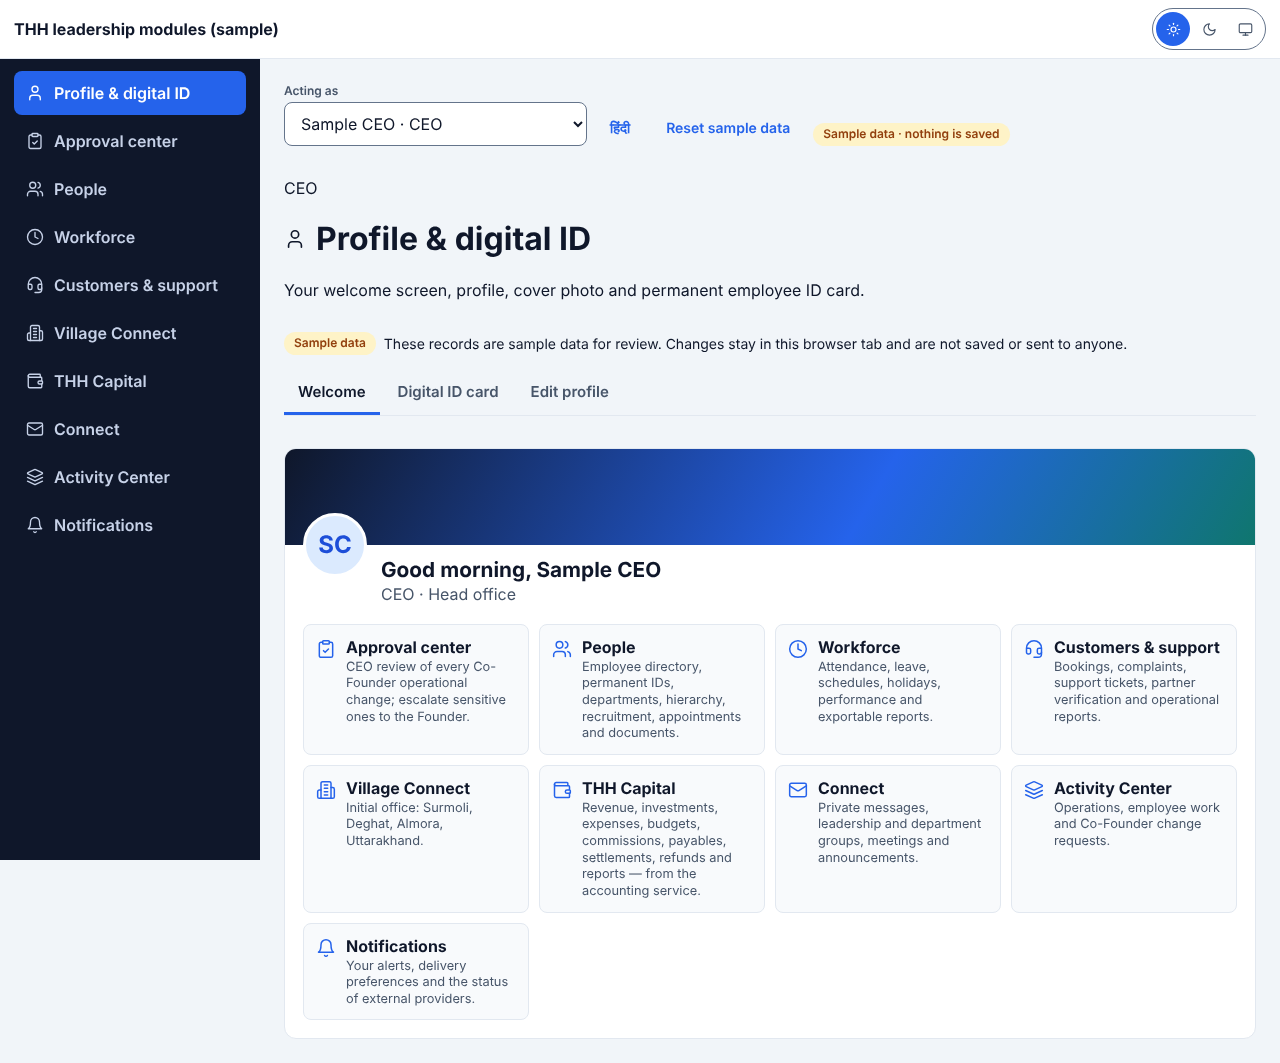 THH leadership modules (sample)
Profile & digital ID
Approval center
People
Workforce
Customers & support
Village Connect
THH Capital
Connect
Activity Center
Notifications
Acting as
Sample CEO · CEO
हिंदी
Reset sample data
Sample data · nothing is saved
CEO
Profile & digital ID
Your welcome screen, profile, cover photo and permanent employee ID card.
Sample data
These records are sample data for review. Changes stay in this browser tab and are not saved or sent to anyone.
Welcome
Digital ID card
Edit profile
SC
Good morning, Sample CEO
CEO · Head office
Approval center
CEO review of every Co-
Founder operational
change; escalate sensitive
ones to the Founder.
People
Employee directory,
permanent IDs,
departments, hierarchy,
recruitment, appointments
and documents.
Workforce
Attendance, leave,
schedules, holidays,
performance and
exportable reports.
Customers & support
Bookings, complaints,
support tickets, partner
verification and operational
reports.
Village Connect
Initial office: Surmoli,
Deghat, Almora,
Uttarakhand.
THH Capital
Revenue, investments,
expenses, budgets,
commissions, payables,
settlements, refunds and
reports — from the
accounting service.
Connect
Private messages,
leadership and department
groups, meetings and
announcements.
Activity Center
Operations, employee work
and Co-Founder change
requests.
Notifications
Your alerts, delivery
preferences and the status
of external providers.